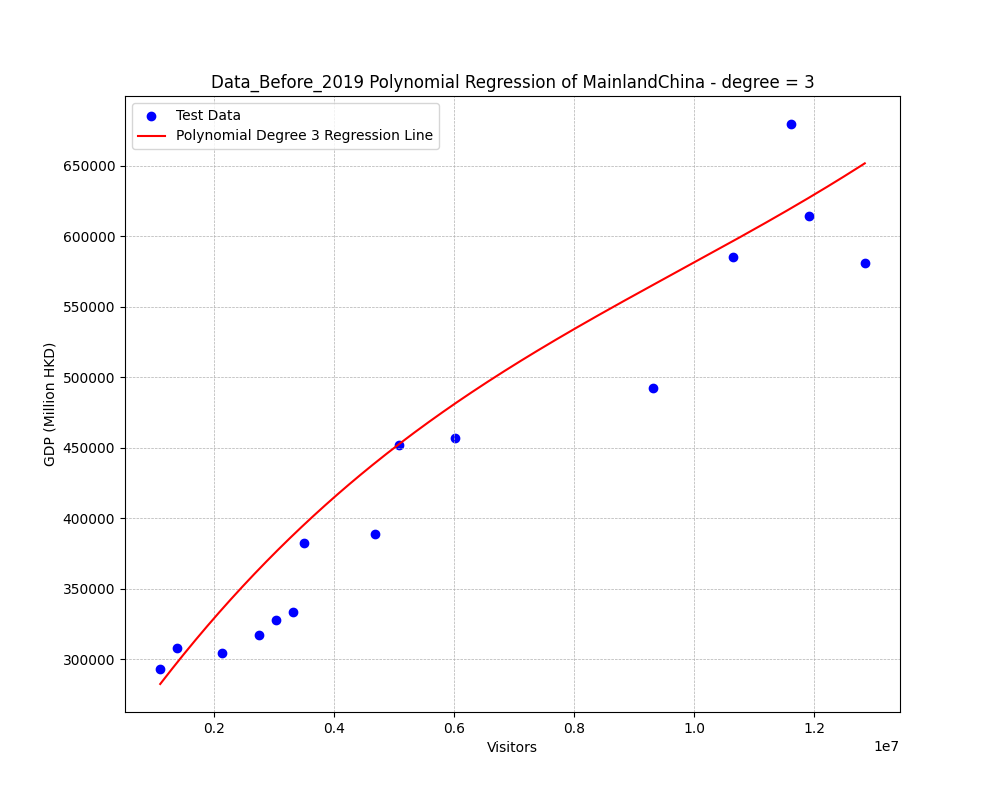 Data_Before_2019 Polynomial Regression of MainlandChina - degree = 3
Test Data
Polynomial Degree 3 Regression Line
650000
600000
550000
500000
450000
400000
350000
300000
GDP (Million HKD)
0.2 0.4 0.6 0.8 1.0 1.2
1e7
Visitors